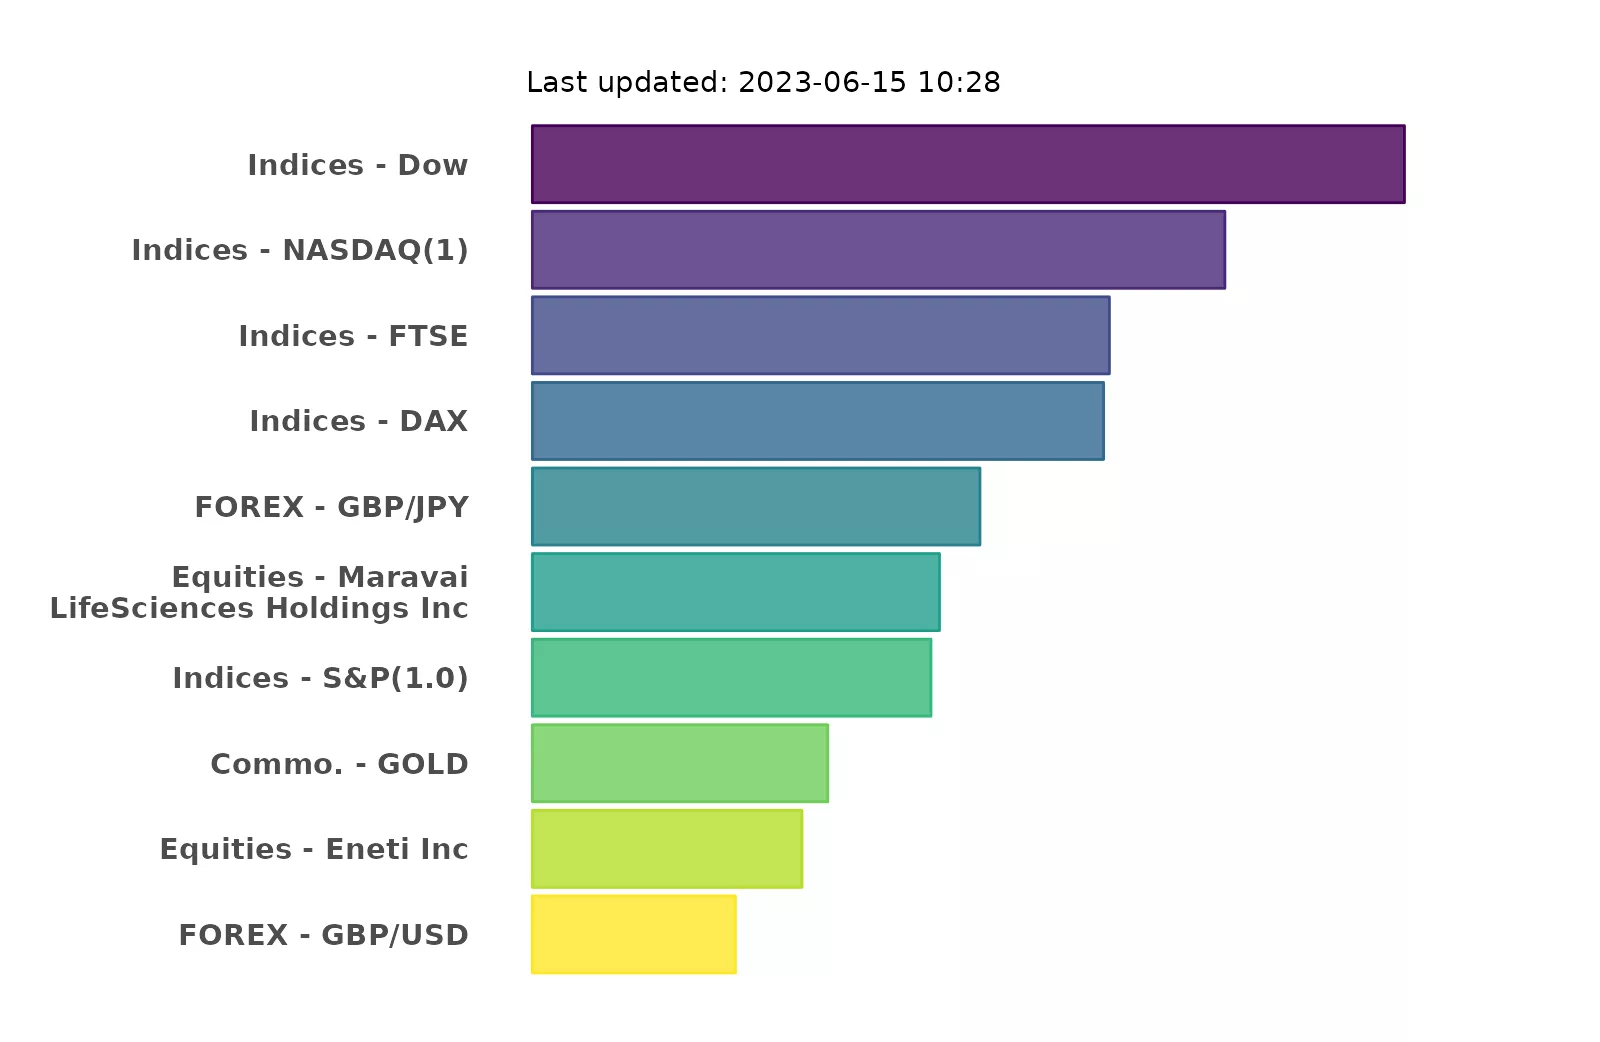 Last updated: 2023-06-15 10:28
Indices - Dow
Indices - NASDAQ(1)
Indices - FTSE
Indices - DAX
FOREX - GBP/JPY
Equities - Maravai
LifeSciences Holdings Inc
Indices - S&P(1.0)
Commo. - GOLD
Equities - Eneti Inc
FOREX - GBP/USD